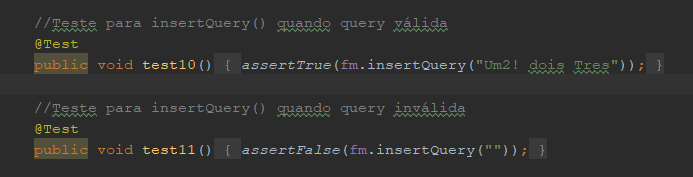 //Teste para insertQuery() quando query válida
@Test
public void test10() { assertTrue(fm.insertQuery("Um2! dois Tres")); }
//Teste para insertQuery() quando query inválida
@Test
public void test11() { assertFalse(fm.insertQuery("")); }